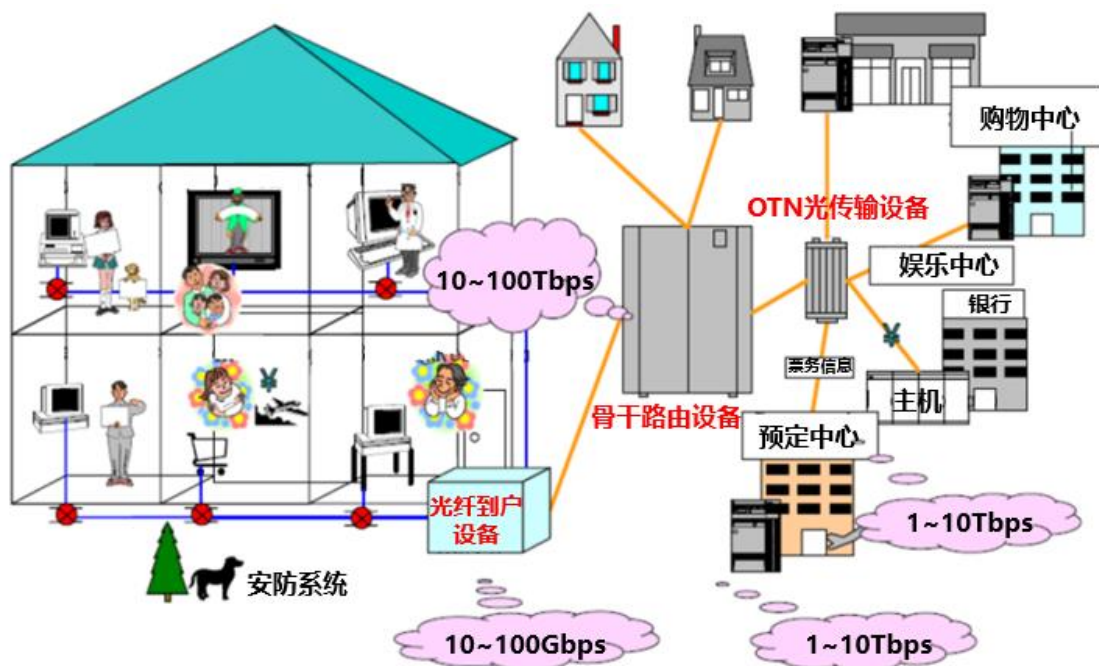 购物中心
OTN光传输设备
10~100Tbps
娱乐中心
银行
¥
票务信息
主机
¥
骨干路由设备
预定中心
光纤到户
设备
1~10Tbps
安防系统
10~100Gbps
1~10Tbps